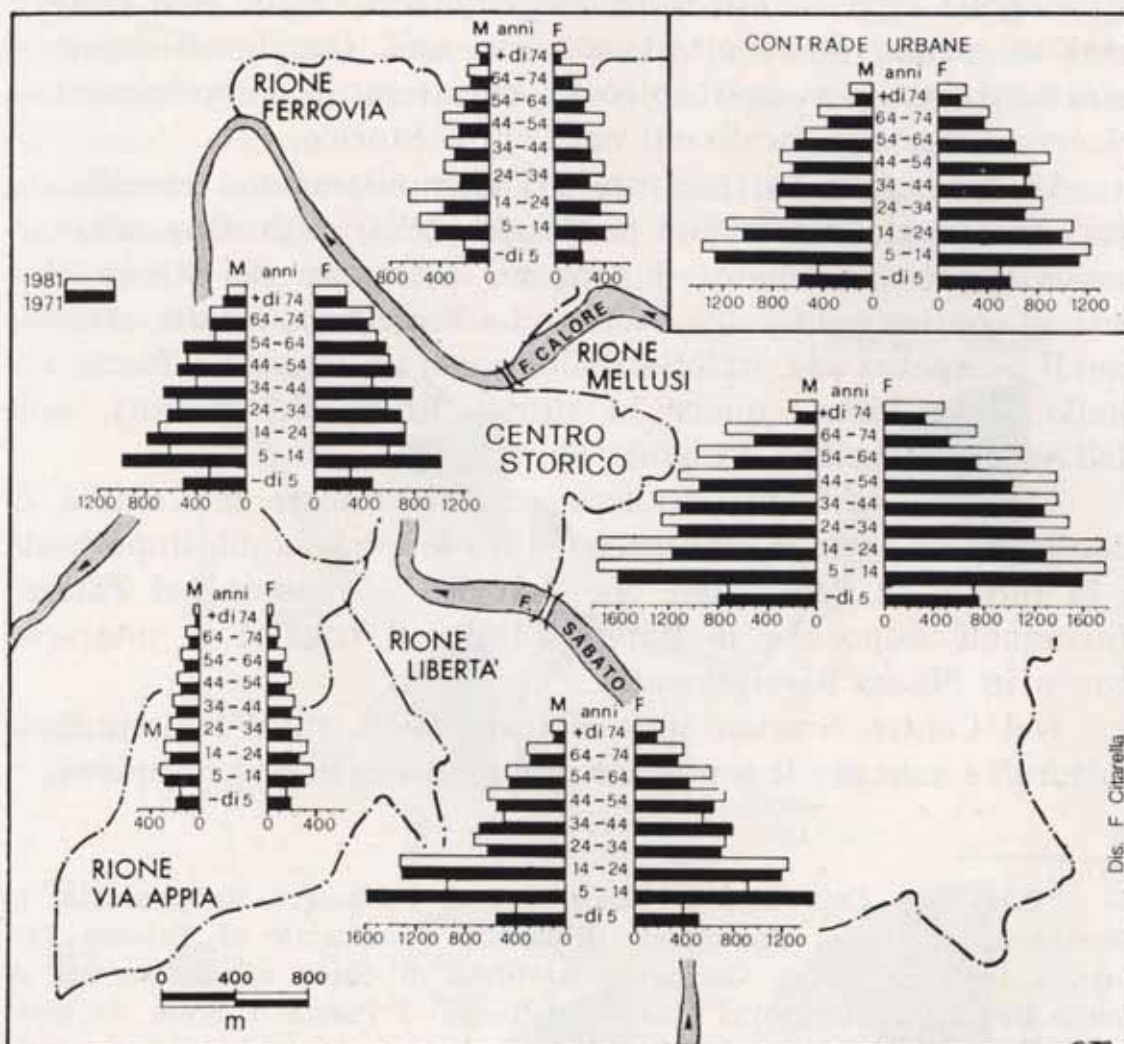 M anni F
+di 74
64-74
54-64
44-54
34-44
24-34
14-24
5-14
-di 5
800 400 0 0 400
RIONE
FERROVIA
CONTRADE URBANE
M anni F
+di 74
64-74
54-64
44-54
34-44
24-34
14-24
5-14
-di 5
1200 800 400 0 0 400 800 1200
1981
1971
M anni F
+di 74
64-74
54-64
44-54
34-44
24-34
14-24
5-14
-di 5
1200 800 400 0 0 400 800 1200
F. CALORE
RIONE
MELLUSI
CENTRO
STORICO
M anni F
+di 74
64-74
54-64
44-54
34-44
24-34
14-24
5-14
-di 5
1600 1200 800 400 0 0 400 800 1200 1600
M anni F
+di 74
64-74
54-64
44-54
34-44
M 24-34
14-24
5-14
-di 5
400 0 0 400
RIONE
LIBERTA'
F. SABATO
M anni F
+di 74
64-74
54-64
44-54
34-44
24-34
14-24
5-14
-di 5
1600 1200 800 400 0 0 400 800 1200
RIONE
VIA APPIA
0 400 800
m
Dis. F. Citarella